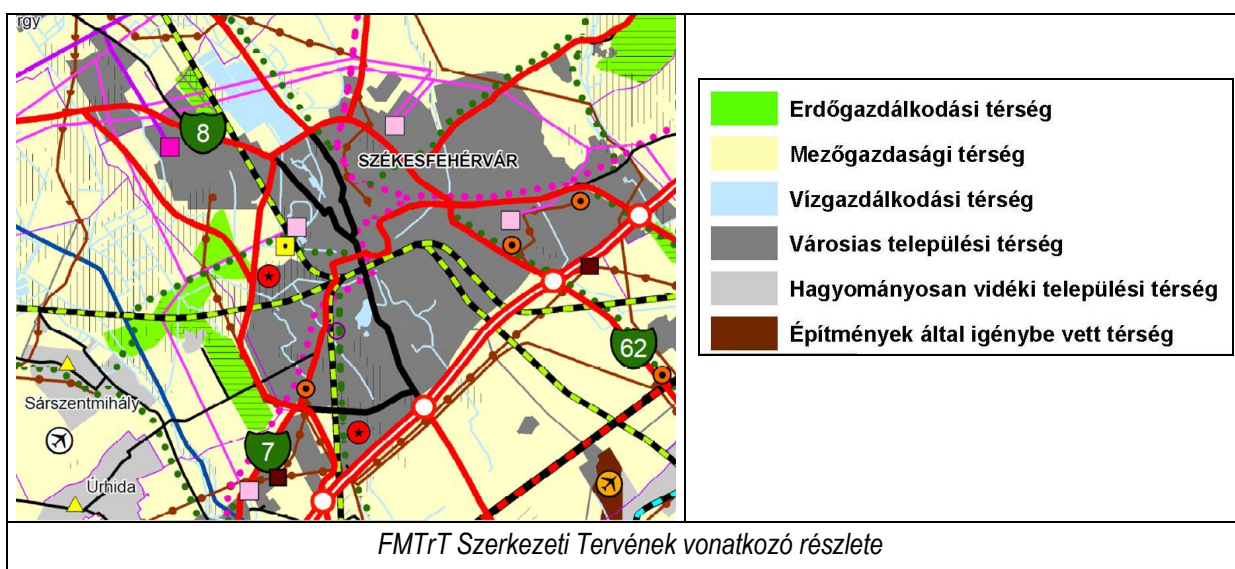 rgy
8
SZÉKESFEHÉRVÁR
62
Sárszentmihály
7
Úrhida
Erdőgazdálkodási térség
Mezőgazdasági térség
Vízgazdálkodási térség
Városias települési térség
Hagyományosan vidéki települési térség
Építmények által igénybe vett térség
FMTrT Szerkezeti Tervének vonatkozó részlete